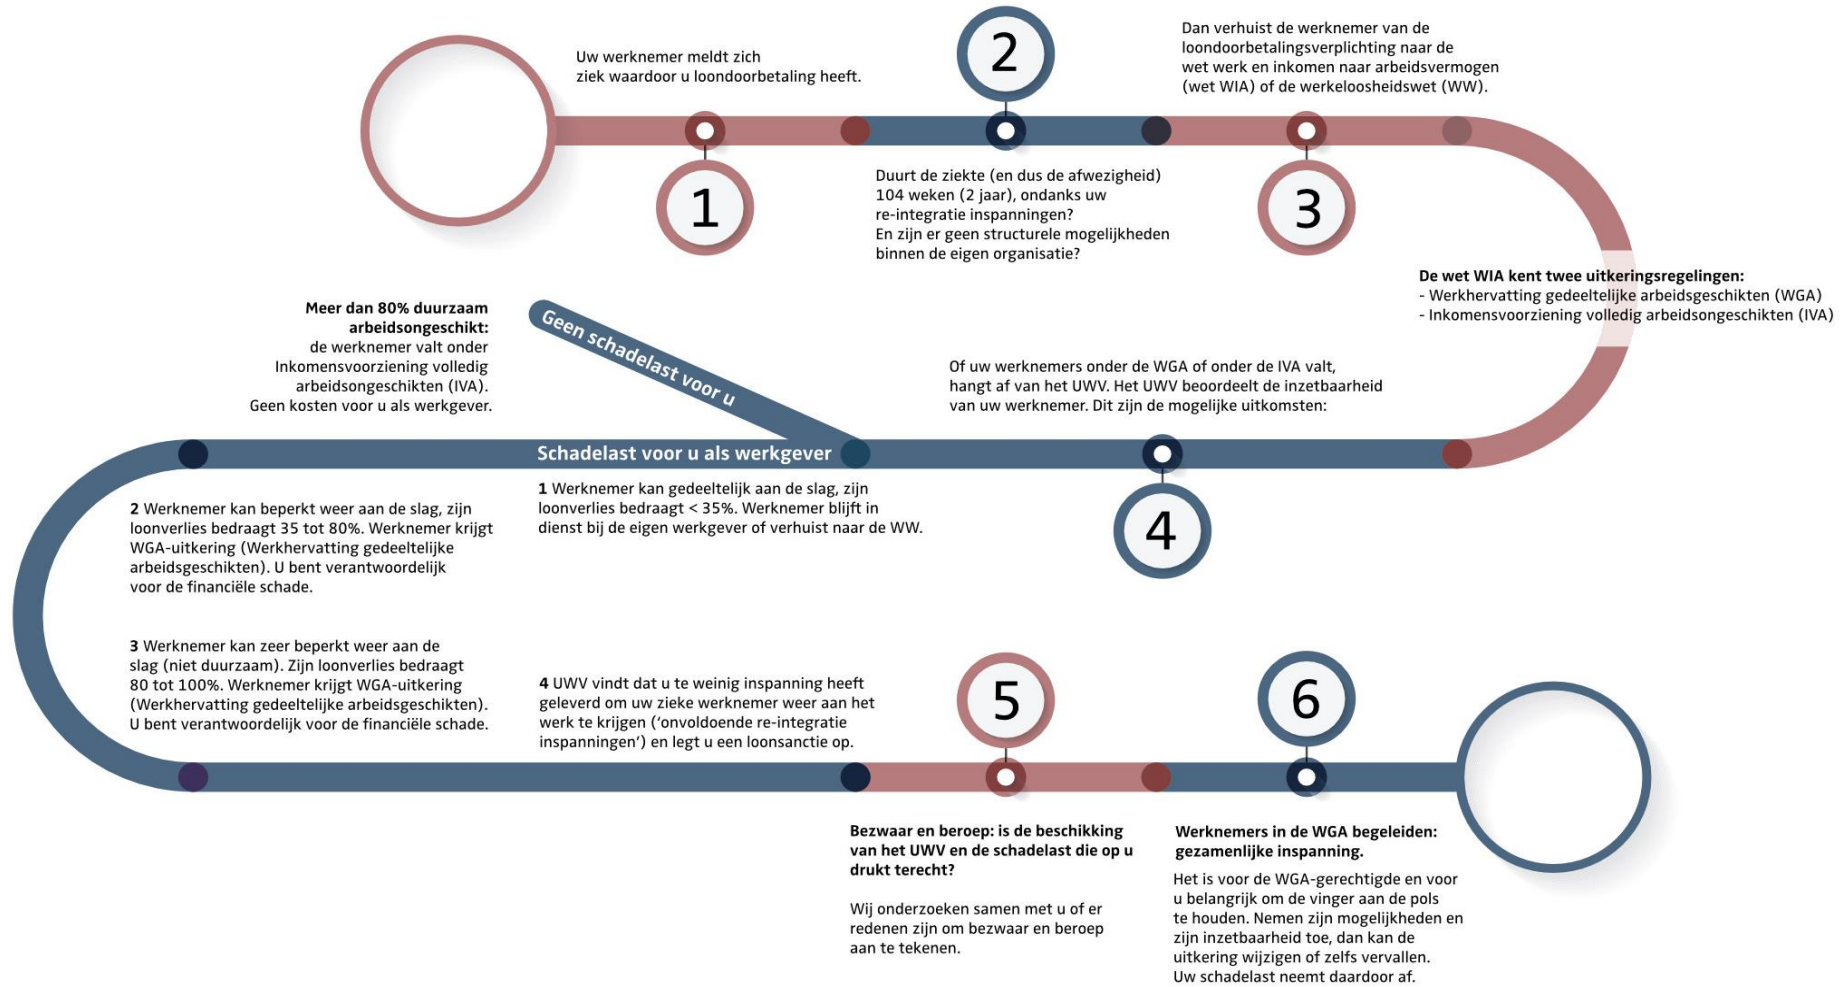 1
Uw werknemer meldt zich
ziek waardoor u loondoorbetaling heeft.
2
Duurt de ziekte (en dus de afwezigheid)
104 weken (2 jaar), ondanks uw
re-integratie inspanningen?
En zijn er geen structurele mogelijkheden
binnen de eigen organisatie?
3
Dan verhuist de werknemer van de
loondoorbetalingsverplichting naar de
wet werk en inkomen naar arbeidsvermogen
(wet WIA) of de werkeloosheidswet (WW).
De wet WIA kent twee uitkeringsregelingen:
- Werkhervatting gedeeltelijke arbeidsgeschikten (WGA)
- Inkomensvoorziening volledig arbeidsongeschikten (IVA)
4
Of uw werknemers onder de WGA of onder de IVA valt,
hangt af van het UWV. Het UWV beoordeelt de inzetbaarheid
van uw werknemer. Dit zijn de mogelijke uitkomsten:
Geen schadelast voor u
Meer dan 80% duurzaam
arbeidsongeschikt:
de werknemer valt onder
Inkomensvoorziening volledig
arbeidsongeschikten (IVA).
Geen kosten voor u als werkgever.
Schadelast voor u als werkgever
1 Werknemer kan gedeeltelijk aan de slag, zijn
loonverlies bedraagt < 35%. Werknemer blijft in
dienst bij de eigen werkgever of verhuist naar de WW.
2 Werknemer kan beperkt weer aan de slag, zijn
loonverlies bedraagt 35 tot 80%. Werknemer krijgt
WGA-uitkering (Werkhervatting gedeeltelijke
arbeidsgeschikten). U bent verantwoordelijk
voor de financiële schade.
3 Werknemer kan zeer beperkt weer aan de
slag (niet duurzaam). Zijn loonverlies bedraagt
80 tot 100%. Werknemer krijgt WGA-uitkering
(Werkhervatting gedeeltelijke arbeidsgeschikten).
U bent verantwoordelijk voor de financiële schade.
4 UWV vindt dat u te weinig inspanning heeft
geleverd om uw zieke werknemer weer aan het
werk te krijgen (‘onvoldoende re-integratie
inspanningen’) en legt u een loonsanctie op.
5
Bezwaar en beroep: is de beschikking
van het UWV en de schadelast die op u
drukt terecht?
Wij onderzoeken samen met u of er
redenen zijn om bezwaar en beroep
aan te tekenen.
6
Werknemers in de WGA begeleiden:
gezamenlijke inspanning.
Het is voor de WGA-gerechtigde en voor
u belangrijk om de vinger aan de pols
te houden. Nemen zijn mogelijkheden en
zijn inzetbaarheid toe, dan kan de
uitkering wijzigen of zelfs vervallen.
Uw schadelast neemt daardoor af.